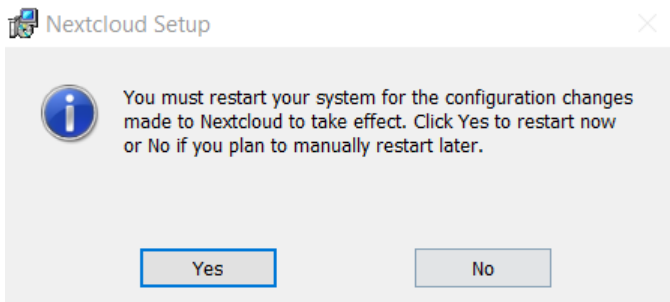 Nextcloud Setup
You must restart your system for the configuration changes
made to Nextcloud to take effect. Click Yes to restart now
or No if you plan to manually restart later.
Yes
No